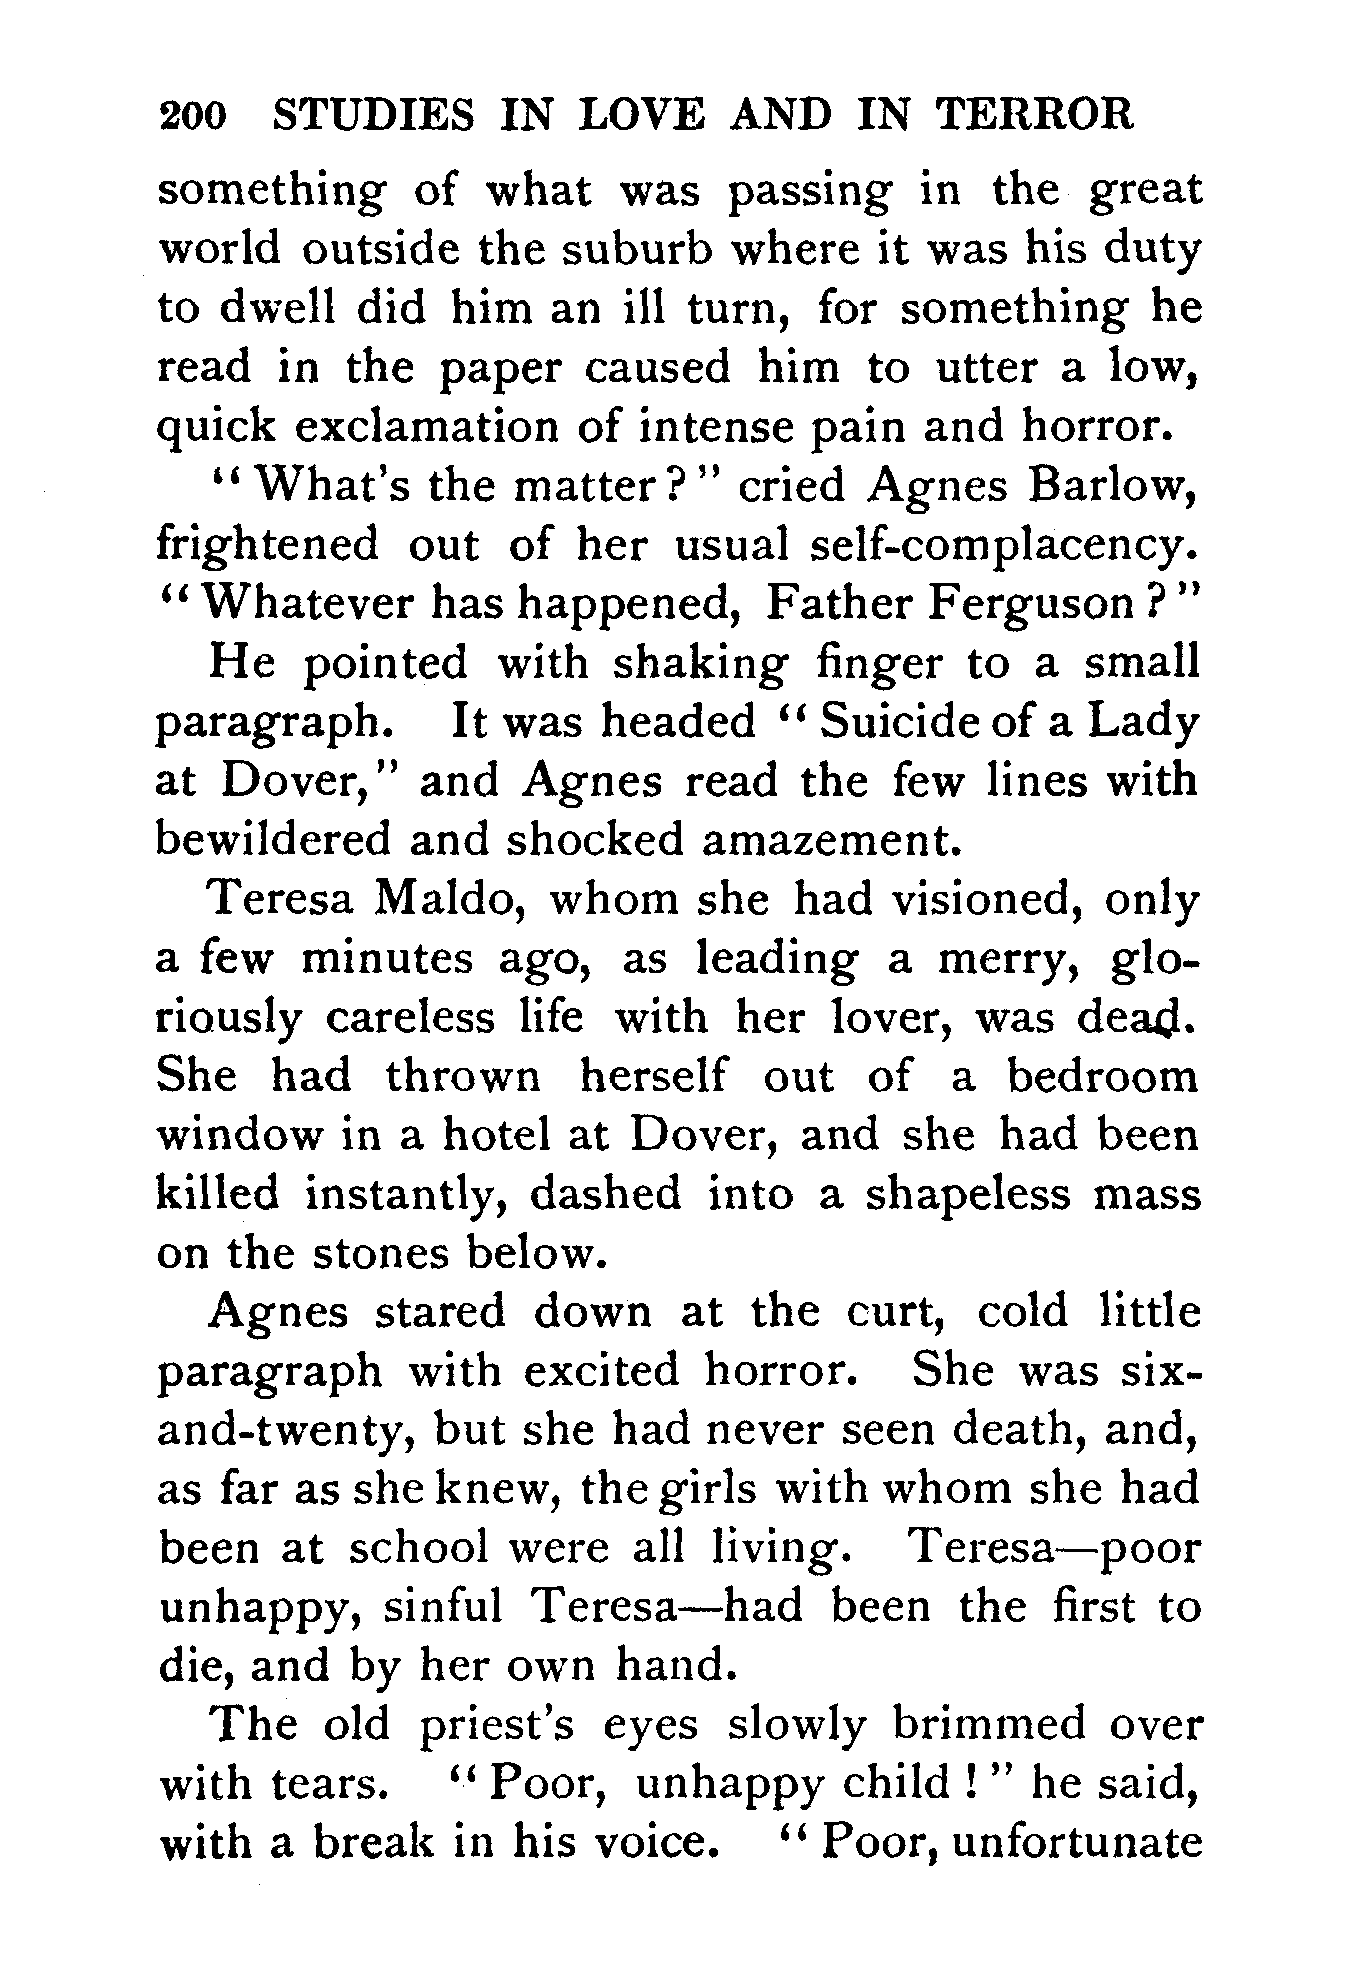 200 STUDIES IN LOVE AND IN TERROR
something of what was passing in the great
world outside the suburb where it was his duty
to dwell did him an ill turn, for something he
read in the paper caused him to utter a low,
quick exclamation of intense pain and horror.
"What's the matter?" cried Agnes Barlow,
frightened out of her usual self-complacency.
"Whatever has happened, Father Ferguson?"
He pointed with shaking finger to a small
paragraph. It was headed "Suicide of a Lady
at Dover," and Agnes read the few lines with
bewildered and shocked amazement.
Teresa Maldo, whom she had visioned, only
a few minutes ago, as leading a merry, glo-
riously careless life with her lover, was dead.
She had thrown herself out of a bedroom
window in a hotel at Dover, and she had been
killed instantly, dashed into a shapeless mass
on the stones below.
Agnes stared down at the curt, cold little
paragraph with excited horror. She was six-
and-twenty, but she had never seen death, and,
as far as she knew, the girls with whom she had
been at school were all living. Teresa—poor
unhappy, sinful Teresa—had been the first to
die, and by her own hand.
The old priest's eyes slowly brimmed over
with tears. "Poor, unhappy child!" he said,
with a break in his voice. "Poor, unfortunate